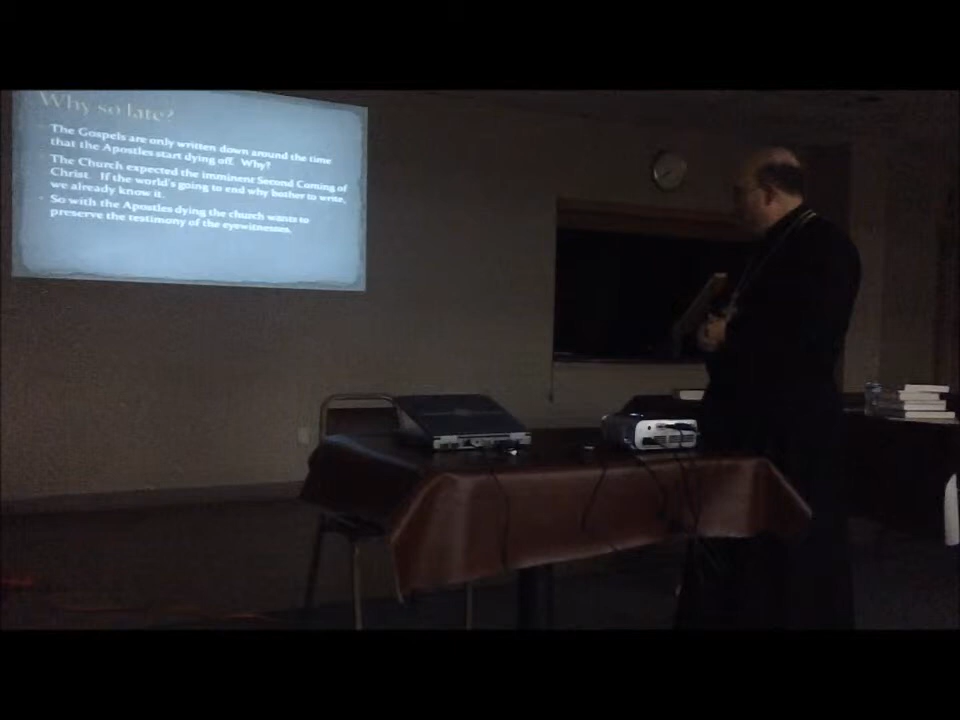 Why so late?
The Gospels are only written down around the time
that the Apostles start dying off. Why?
The Church expected the imminent Second Coming of
Christ. If the world's going to end why bother to write,
we already know it.
So with the Apostles dying the church wants to
preserve the testimony of the eyewitnesses.